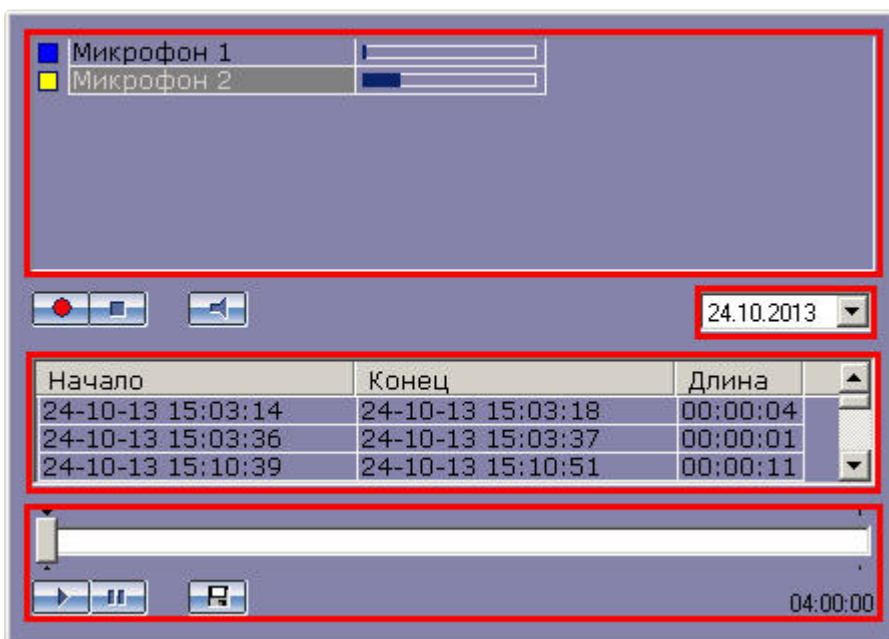 Микрофон 1
Микрофон 2
24.10.2013
Начало Конец Длина
24-10-13 15:03:14 24-10-13 15:03:18 00:00:04
24-10-13 15:03:36 24-10-13 15:03:37 00:00:01
24-10-13 15:10:39 24-10-13 15:10:51 00:00:11
04:00:00